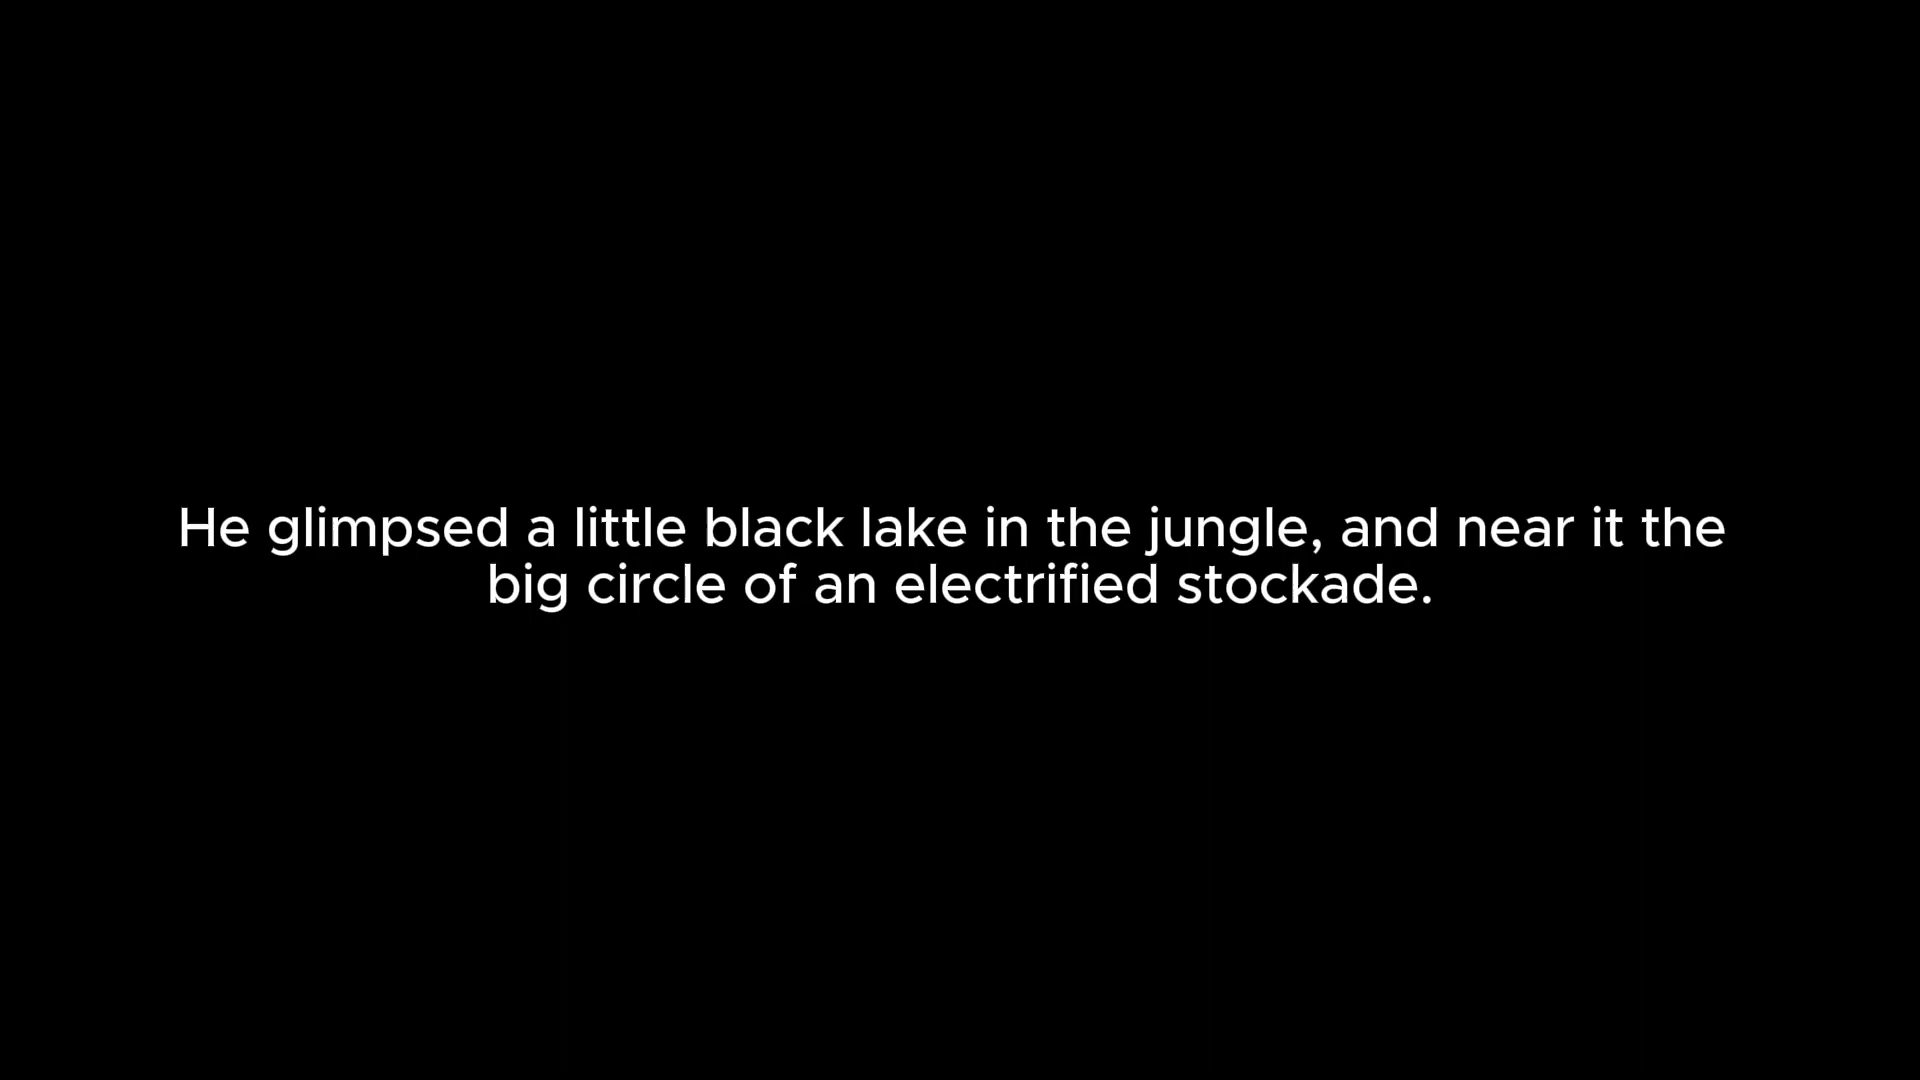 He glimpsed a little black lake in the jungle, and near it the
big circle of an electrified stockade.